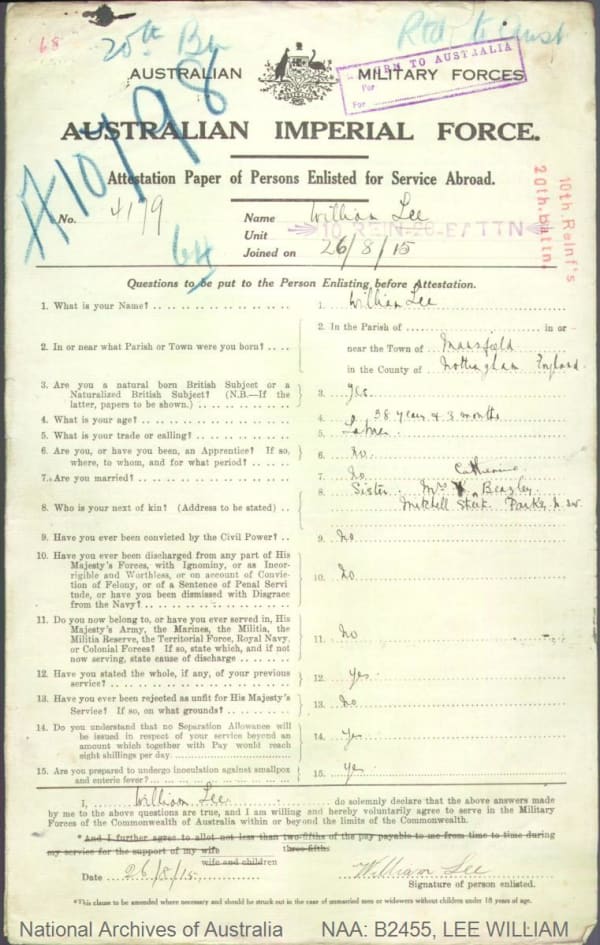 68
20th Bn
AUSTRALIAN MILITARY FORCES
RETURN TO AUSTRALIA
Por
For
AUSTRALIAN IMPERIAL FORCE.
Attestation Paper of Persons Enlisted for Service Abroad.
No. 4179
Name William Lee
Unit 10 REIN-20-BATTN
Joined on 26/8/15
10th. Reinf's
20th. battn.
64
Questions to be put to the Person Enlisting before Attestation.
1. What is your Name? 1. William Lee
2. In or near what Parish or Town were you born? 2. In the Parish of in or
near the Town of Mansfield
in the County of Nottingham England
3. Are you a natural born British Subject or a
Naturalized British Subject? (N.B.—If the
latter, papers to be shown.) 3. Yes
4. What is your age? 4. 38 years & 3 months
5. What is your trade or calling? 5.
6. Are you, or have you been, an Apprentice? If so,
where, to whom, and for what period? 6. No.
7. Are you married? 7. No
8. Who is your next of kin? (Address to be stated) 8. Sister. Mrs Catherine Beazley
Street Parkes N.S.W.
9. Have you ever been convicted by the Civil Power? 9. No
10. Have you ever been discharged from any part of His
Majesty's Forces, with Ignominy, or as Incor-
rigible and Worthless, or on account of Convic-
tion of Felony, or of a Sentence of Penal Servi
tude, or have you been dismissed with Disgrace
from the Navy? 10. No
11. Do you now belong to, or have you ever served in, His
Majesty's Army, the Marines, the Militia, the
Militia Reserve, the Territorial Force, Royal Navy,
or Colonial Forces? If so, state which, and if not
now serving, state cause of discharge 11. No
12. Have you stated the whole, if any, of your previous
service? 12. Yes
13. Have you ever been rejected as unfit for His Majesty's
Service? If so, on what grounds? 13. No
14. Do you understand that no Separation Allowance will
be issued in respect of your service beyond an
amount which together with Pay would reach
eight shillings per day 14. Yes
15. Are you prepared to undergo inoculation against smallpox
and enteric fever? 15. Yes
I, William Lee do solemnly declare that the above answers made
by me to the above questions are true, and I am willing and hereby voluntarily agree to serve in the Military
Forces of the Commonwealth of Australia within or beyond the limits of the Commonwealth.
*And I further agree to allot not less than two-fifths of the pay payable to me from time to time during
my service for the support of my wife three-fifths
wife and children
Date 26/8/15 William Lee
Signature of person enlisted.
*This clause to be amended where necessary and should be struck out in the case of unmarried men or widowers without children under 18 years of age.
National Archives of Australia NAA: B2455, LEE WILLIAM